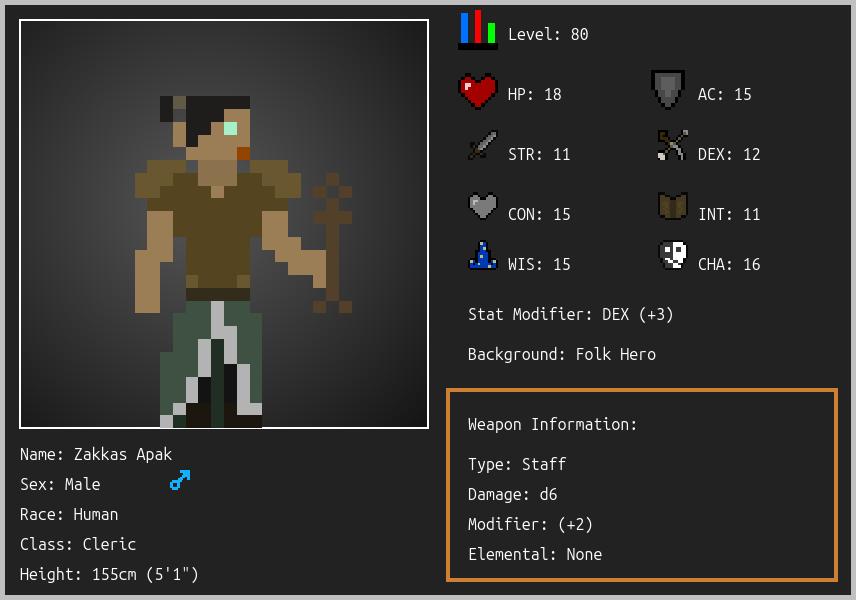 Level: 80
HP: 18
AC: 15
STR: 11
DEX: 12
CON: 15
INT: 11
WIS: 15
CHA: 16
Stat Modifier: DEX (+3)
Background: Folk Hero
Weapon Information:
Type: Staff
Damage: d6
Modifier: (+2)
Elemental: None
Name: Zakkas Apak
Sex: Male
Race: Human
Class: Cleric
Height: 155cm (5'1")